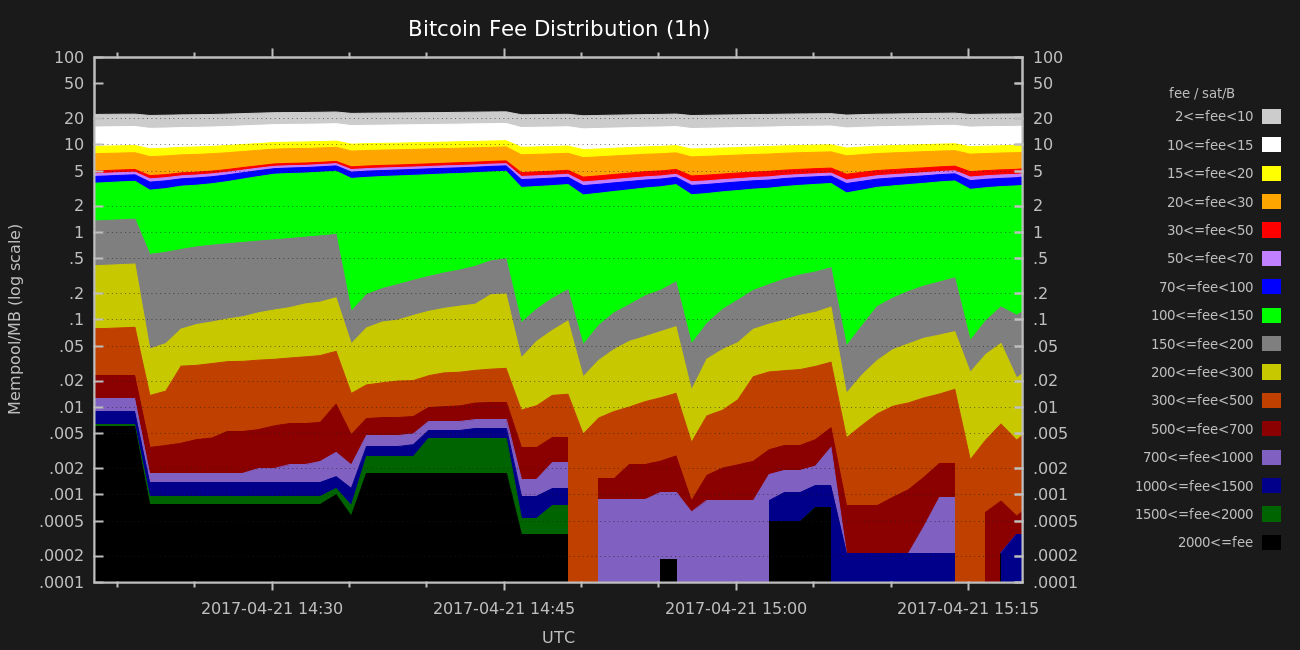 Bitcoin Fee Distribution (1h)
100
50
20
10
5
2
1
.5
.2
.1
.05
.02
.01
.005
.002
.001
.0005
.0002
.0001
Mempool/MB (log scale)
100
50
20
10
5
2
1
.5
.2
.1
.05
.02
.01
.005
.002
.001
.0005
.0002
.0001
2017-04-21 14:30
2017-04-21 14:45
2017-04-21 15:00
2017-04-21 15:15
UTC
fee / sat/B
2<=fee<10
10<=fee<15
15<=fee<20
20<=fee<30
30<=fee<50
50<=fee<70
70<=fee<100
100<=fee<150
150<=fee<200
200<=fee<300
300<=fee<500
500<=fee<700
700<=fee<1000
1000<=fee<1500
1500<=fee<2000
2000<=fee